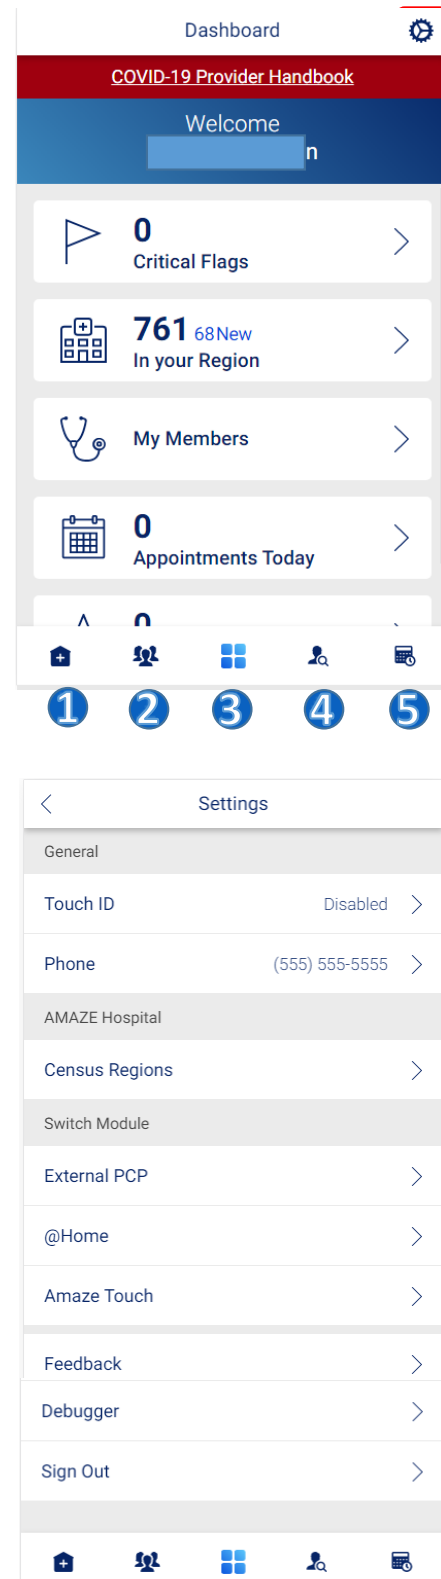 Dashboard
COVID-19 Provider Handbook
Welcome
n
0
Critical Flags
761 68 New
In your Region
My Members
0
Appointments Today
0
1 2 3 4 5
Settings
General
Touch ID Disabled
Phone (555) 555-5555
AMAZE Hospital
Census Regions
Switch Module
External PCP
@Home
Amaze Touch
Feedback
Debugger
Sign Out